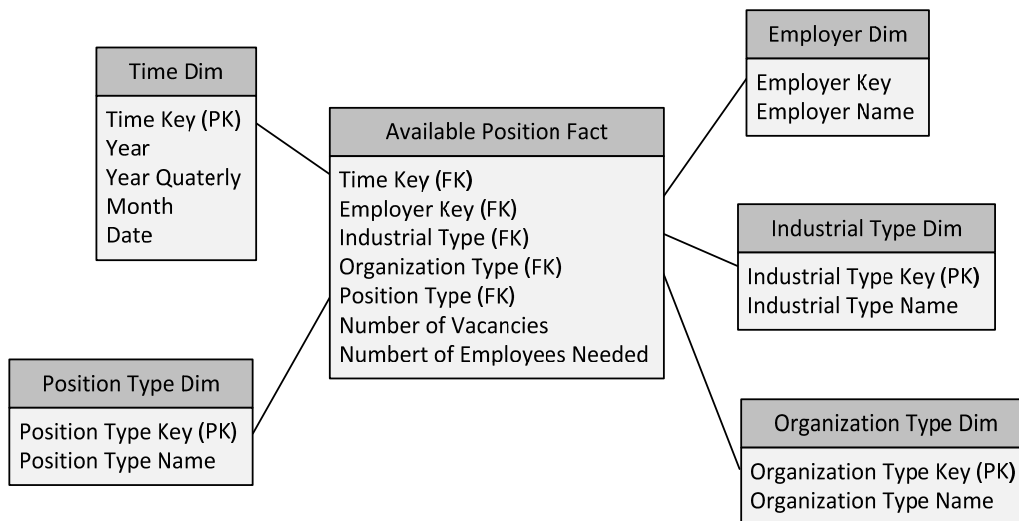 Time Dim
Time Key (PK)
Year
Year Quaterly
Month
Date
Available Position Fact
Time Key (FK)
Employer Key (FK)
Industrial Type (FK)
Organization Type (FK)
Position Type (FK)
Number of Vacancies
Numbert of Employees Needed
Employer Dim
Employer Key
Employer Name
Industrial Type Dim
Industrial Type Key (PK)
Industrial Type Name
Position Type Dim
Position Type Key (PK)
Position Type Name
Organization Type Dim
Organization Type Key (PK)
Organization Type Name